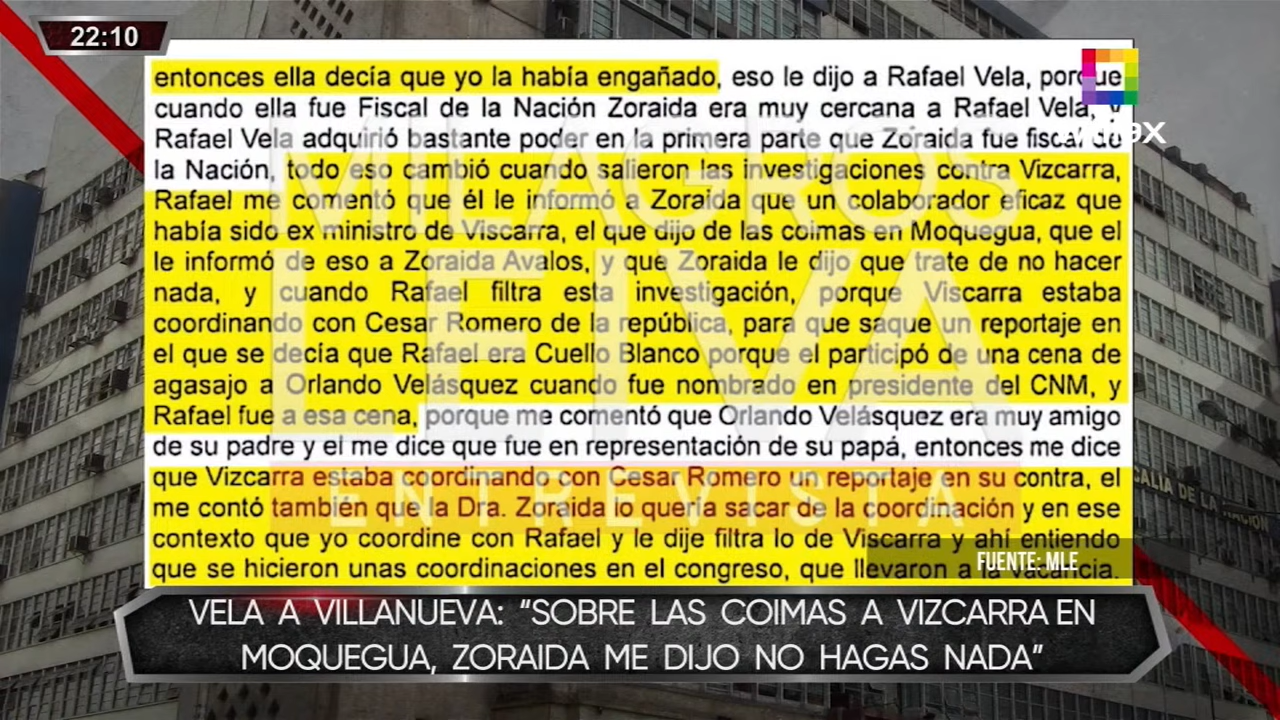 22:10
entonces ella decía que yo la había engañado, eso le dijo a Rafael Vela, porque
cuando ella fue Fiscal de la Nación Zoraida era muy cercana a Rafael Vela, y
Rafael Vela adquirió bastante poder en la primera parte que Zoraida fue fiscal de
la Nación, todo eso cambió cuando salieron las investigaciones contra Vizcarra,
Rafael me comentó que él le informó a Zoraida que un colaborador eficaz que
había sido ex ministro de Viscarra, el que dijo de las coimas en Moquegua, que el
le informó de eso a Zoraida Avalos, y que Zoraida le dijo que trate de no hacer
nada, y cuando Rafael filtra esta investigación, porque Viscarra estaba
coordinando con Cesar Romero de la república, para que saque un reportaje en
el que se decía que Rafael era Cuello Blanco porque el participó de una cena de
agasajo a Orlando Velásquez cuando fue nombrado en presidente del CNM, y
Rafael fue a esa cena, porque me comentó que Orlando Velásquez era muy amigo
de su padre y el me dice que fue en representación de su papá, entonces me dice
que Vizcarra estaba coordinando con Cesar Romero un reportaje en su contra, el
me contó también que la Dra. Zoraida lo quería sacar de la coordinación y en ese
contexto que yo coordine con Rafael y le dije filtra lo de Viscarra y ahí entiendo
que se hicieron unas coordinaciones en el congreso, que llevaron a la vacancia.
MILAGROS
LEIVA
ENTREVISTA
FISCALIA DE LA NACION
FUENTE: MLE
VELA A VILLANUEVA: “SOBRE LAS COIMAS A VIZCARRA EN
MOQUEGUA, ZORAIDA ME DIJO NO HAGAS NADA”